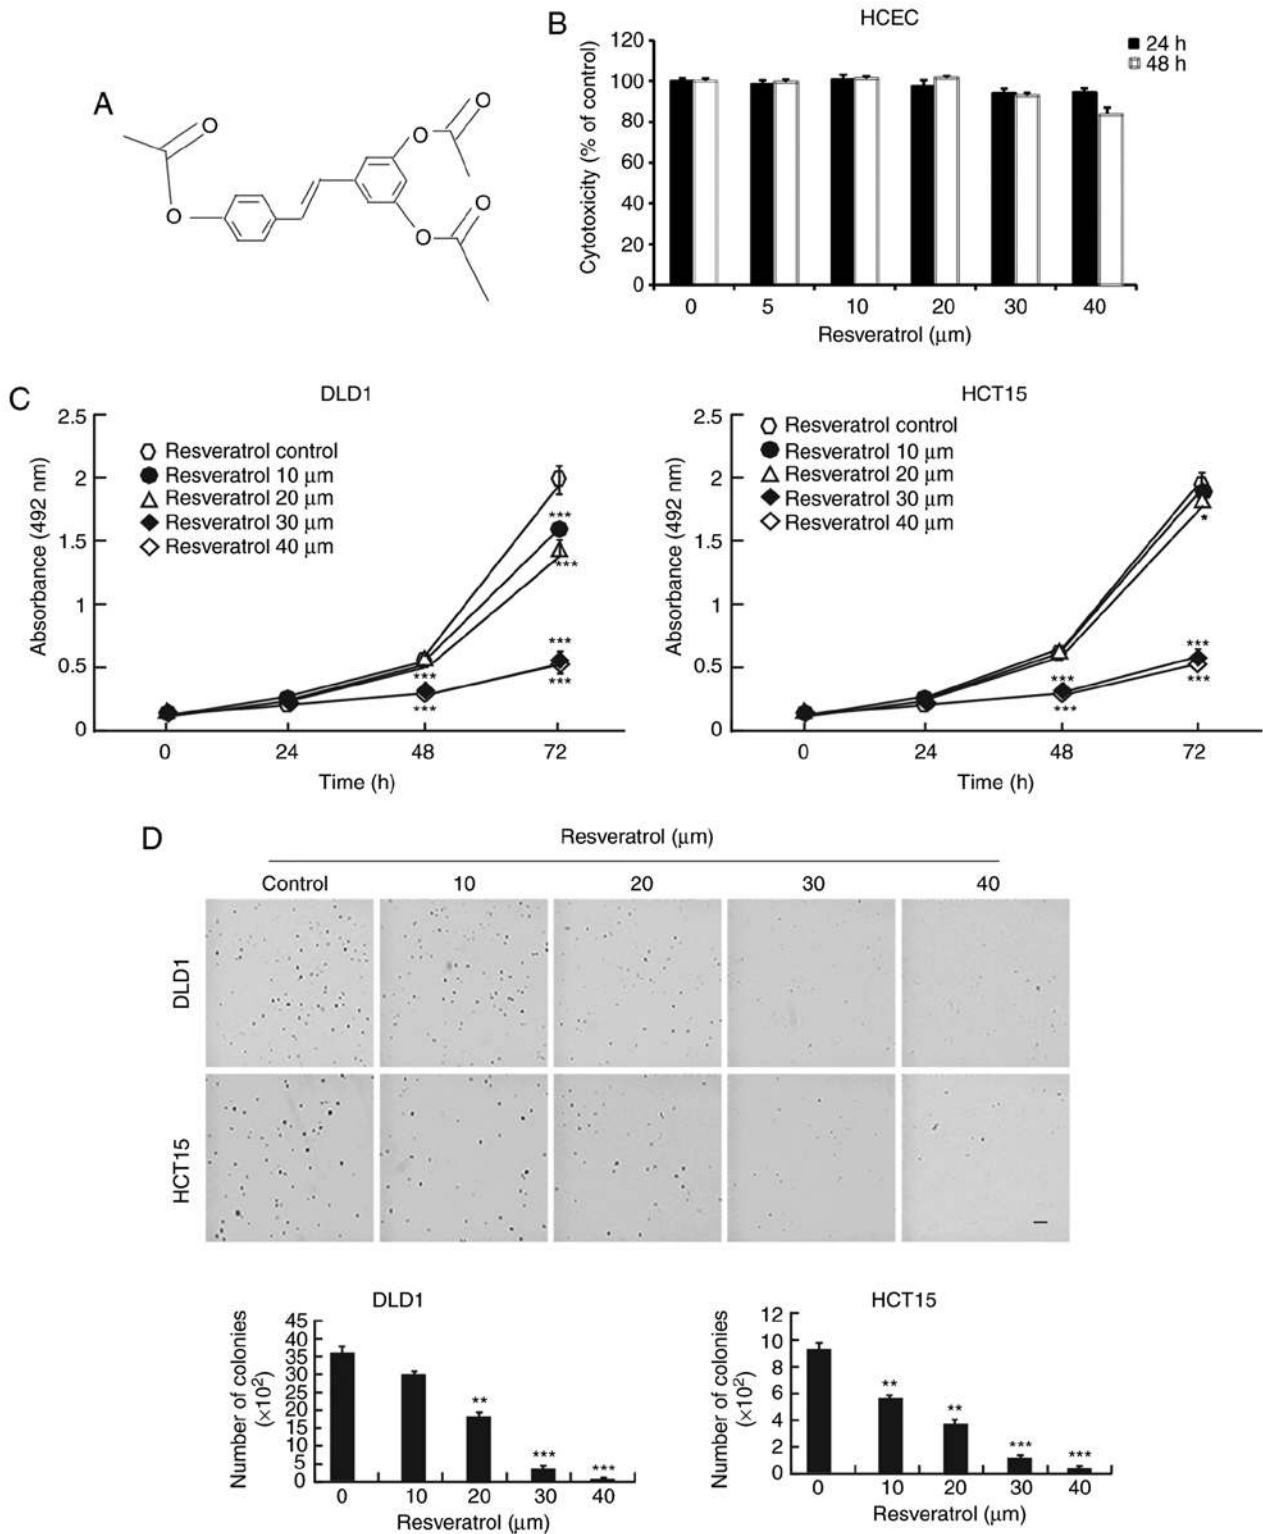 A
O
O
O
O
O
O
B
HCEC
Cytotoxicity (% of control)
120
100
80
60
40
20
0
24 h
48 h
0 5 10 20 30 40
Resveratrol (μm)
C
DLD1
Absorbance (492 nm)
2.5
2
1.5
1
0.5
0
Resveratrol control
Resveratrol 10 μm
Resveratrol 20 μm
Resveratrol 30 μm
Resveratrol 40 μm
***
***
***
***
***
***
0 24 48 72
Time (h)
HCT15
Absorbance (492 nm)
2.5
2
1.5
1
0.5
0
Resveratrol control
Resveratrol 10 μm
Resveratrol 20 μm
Resveratrol 30 μm
Resveratrol 40 μm
*
***
***
***
***
0 24 48 72
Time (h)
D
Resveratrol (μm)
Control 10 20 30 40
DLD1
HCT15
DLD1
Number of colonies
(×10²)
45
40
35
30
25
20
15
10
5
0
**
***
***
0 10 20 30 40
Resveratrol (μm)
HCT15
Number of colonies
(×10²)
12
10
8
6
4
2
0
**
**
***
***
0 10 20 30 40
Resveratrol (μm)